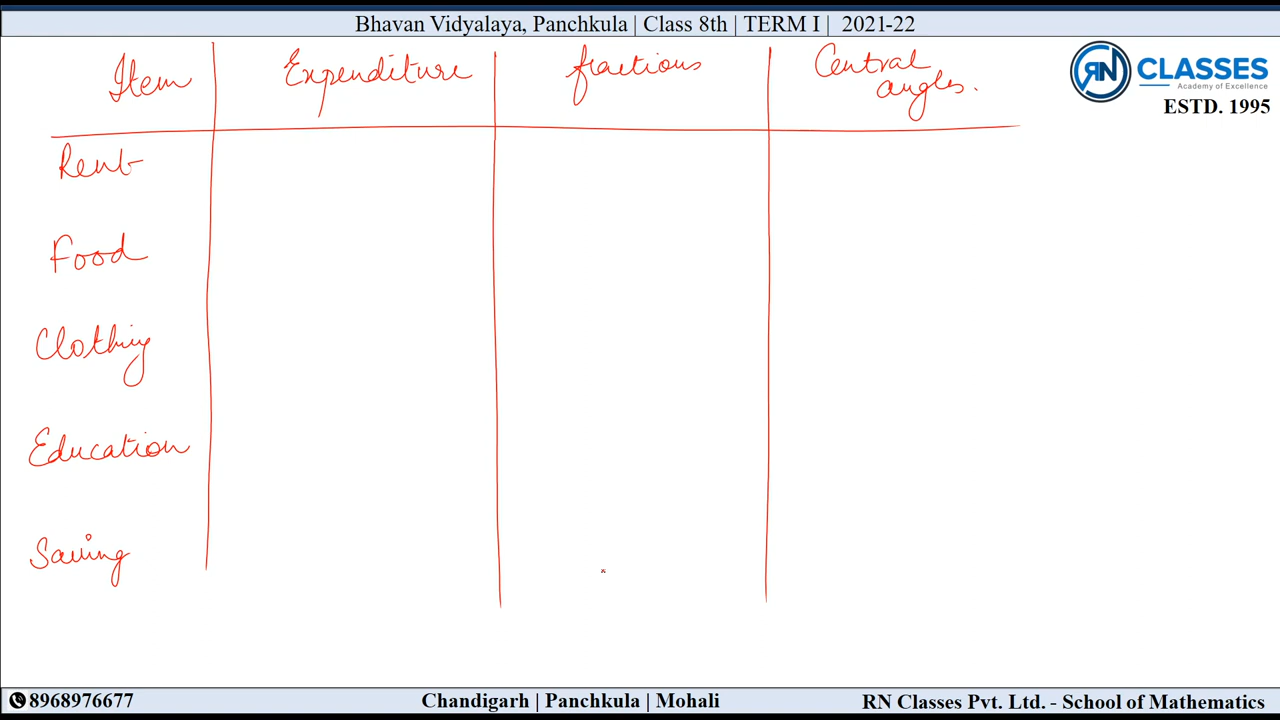 Bhavan Vidyalaya, Panchkula | Class 8th | TERM I | 2021-22
RN CLASSES
Academy of Excellence
ESTD. 1995
Item Expenditure fractions Central angles.
Rent
Food
Clothing
Education
Saving
8968976677 Chandigarh | Panchkula | Mohali RN Classes Pvt. Ltd. - School of Mathematics